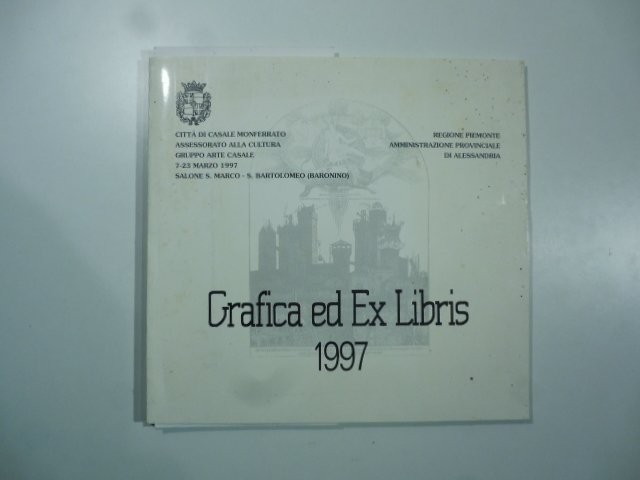 CITTÀ DI CASALE MONFERRATO
ASSESSORATO ALLA CULTURA
GRUPPO ARTE CASALE
7-23 MARZO 1997
SALONE S. MARCO - S. BARTOLOMEO (BARONINO)
REGIONE PIEMONTE
AMMINISTRAZIONE PROVINCIALE
DI ALESSANDRIA
Grafica ed Ex Libris
1997